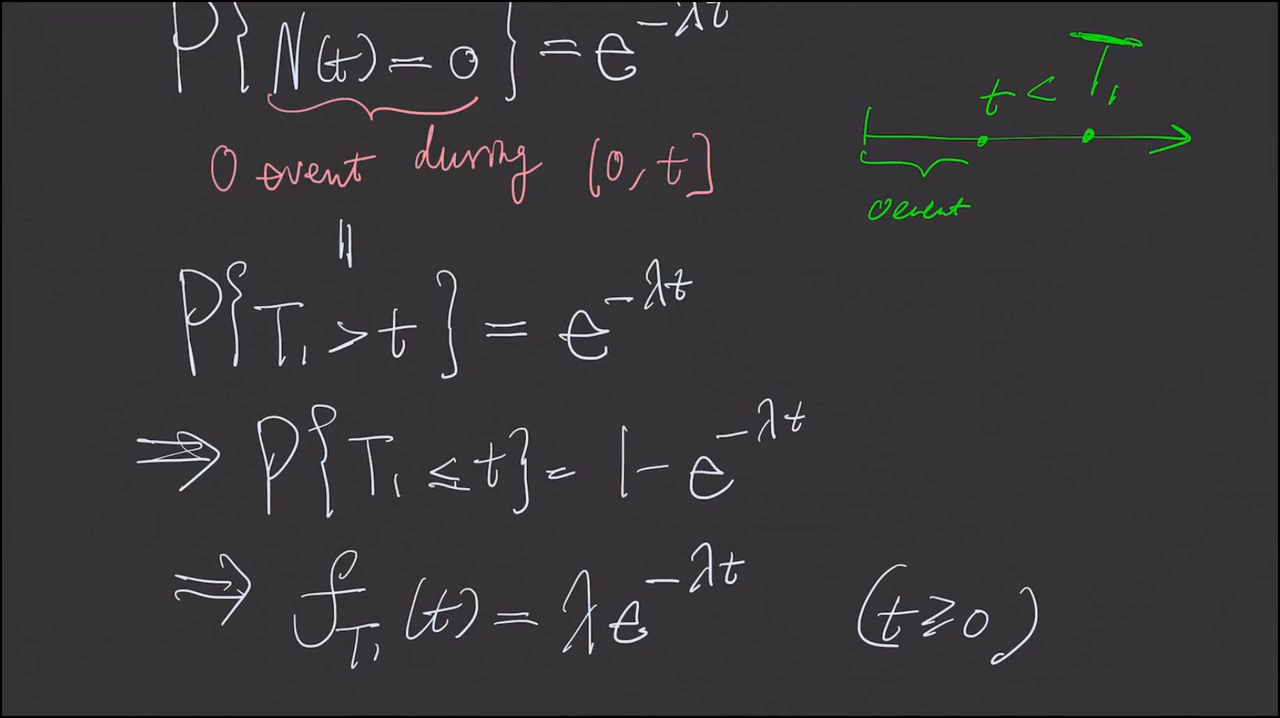 P{N(t) = 0} = e^{-λt}
0 event during (0, t]
||
P{T₁ > t} = e^{-λt}
⇒ P{T₁ ≤ t} = 1 - e^{-λt}
⇒ f_{T₁}(t) = λe^{-λt} (t ≥ 0)
t < T₁
0 event